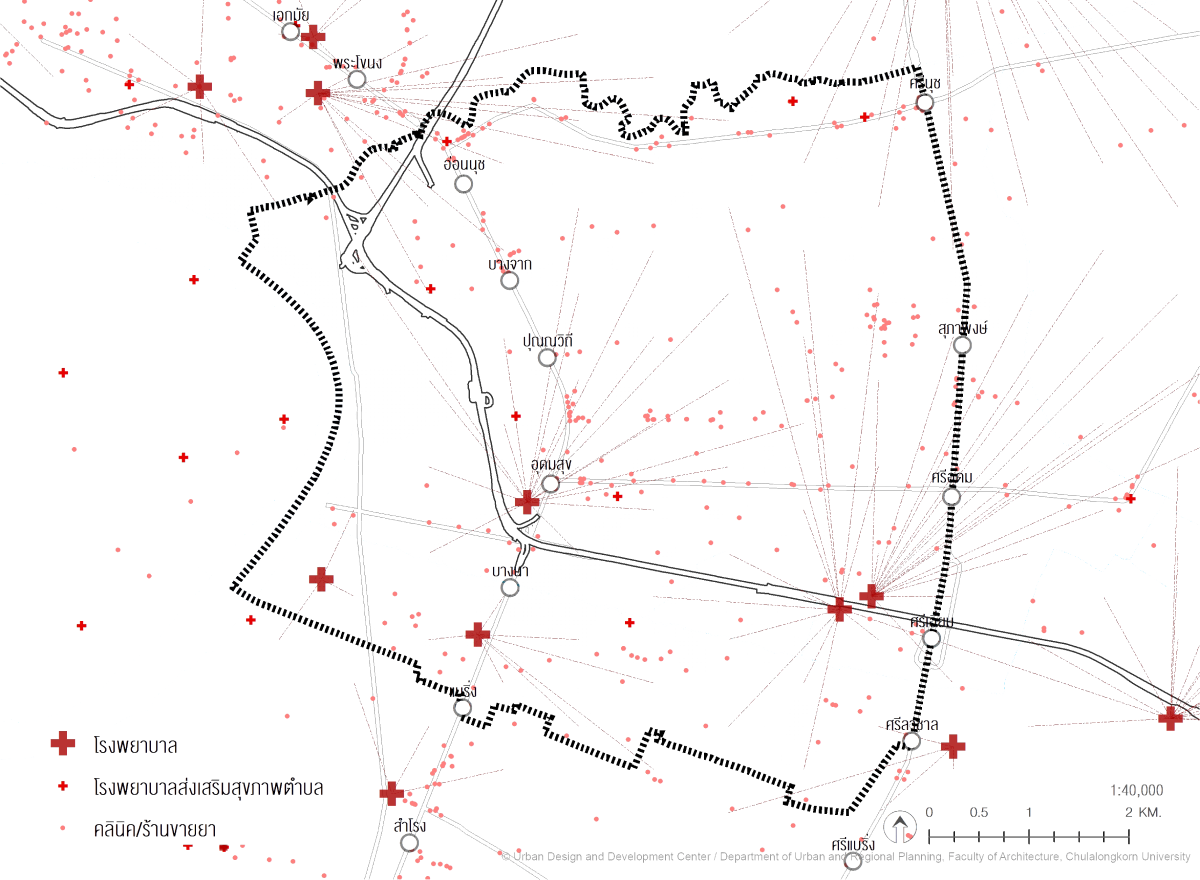 เอกมัย
พระโขนง
ศรีนุช
อ่อนนุช
บางจาก
สุภาพงษ์
ปุณณวิถี
อุดมสุข
ศรีอุดม
บางนา
ศรีเอี่ยม
แบริ่ง
ศรีลาซาล
โรงพยาบาล
โรงพยาบาลส่งเสริมสุขภาพตำบล
1:40,000
0 0.5 1 2 KM.
คลินิค/ร้านขายยา
สำโรง
ศรีแบริ่ง
© Urban Design and Development Center / Department of Urban and Regional Planning, Faculty of Architecture, Chulalongkorn University